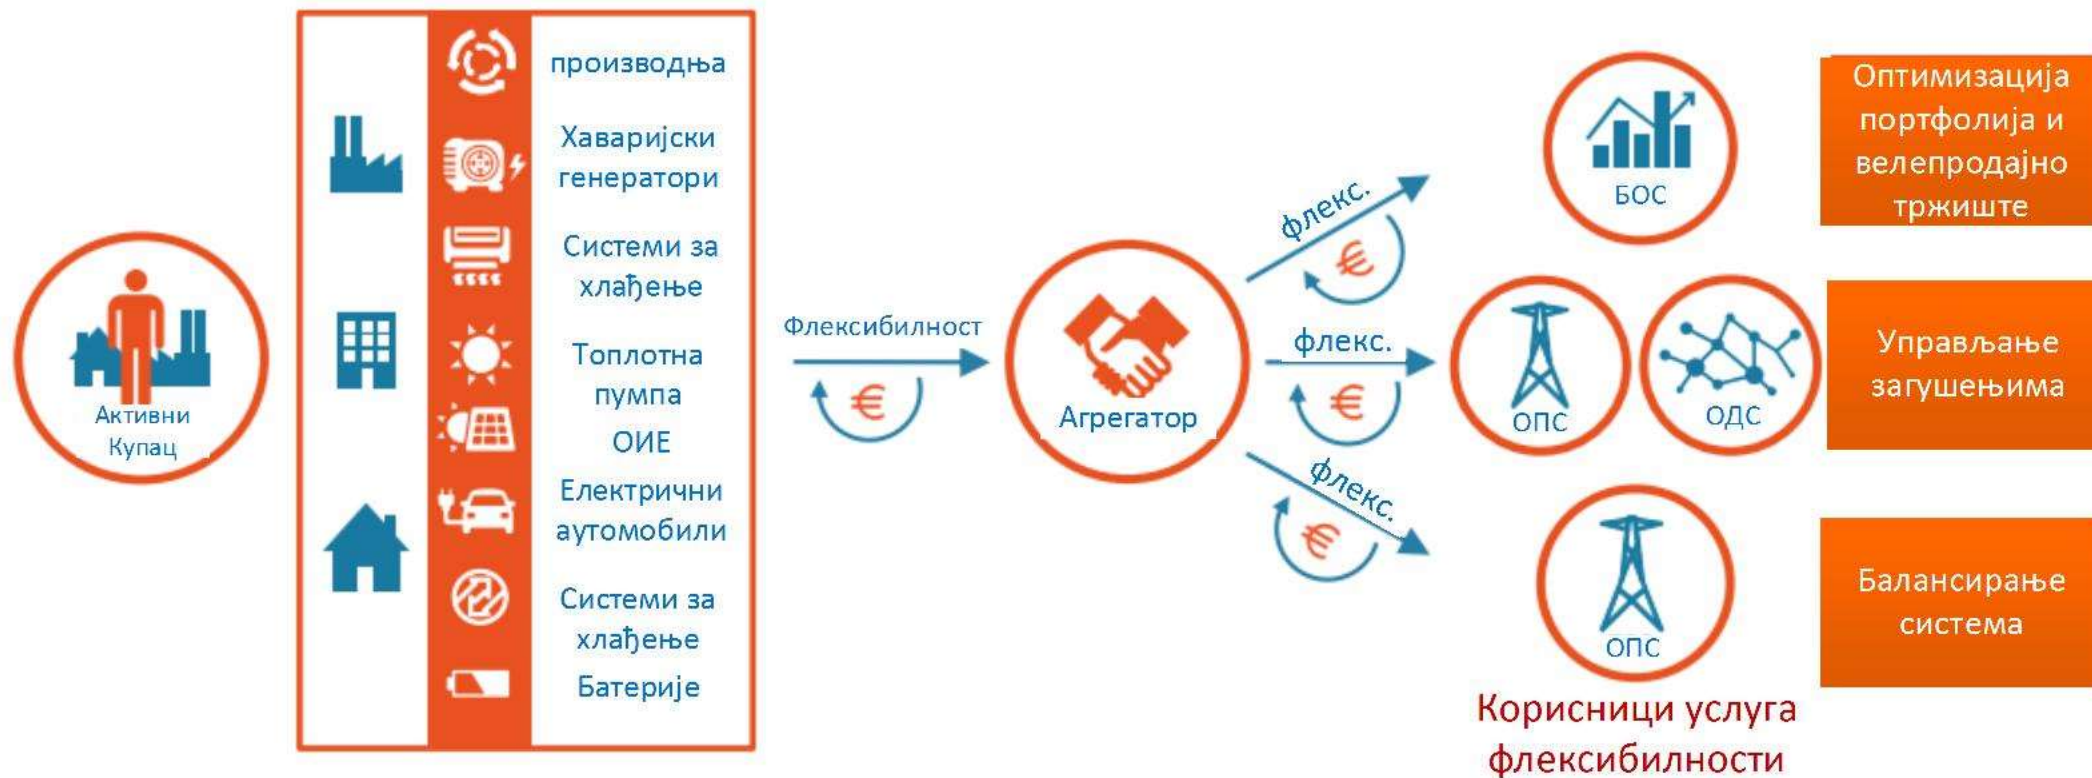 Активни
Купац
производња
Хаваријски
генератори
Системи за
хлађење
Топлотна
пумпа
ОИЕ
Електрични
аутомобили
Системи за
хлађење
Батерије
Флексибилност
€
Агрегатор
флекс.
€
флекс.
€
флекс.
€
БОС
Оптимизација
портфолија и
велепродајно
тржиште
ОПС
ОДС
Управљање
загушењима
ОПС
Балансирање
система
Корисници услуга
флексибилности